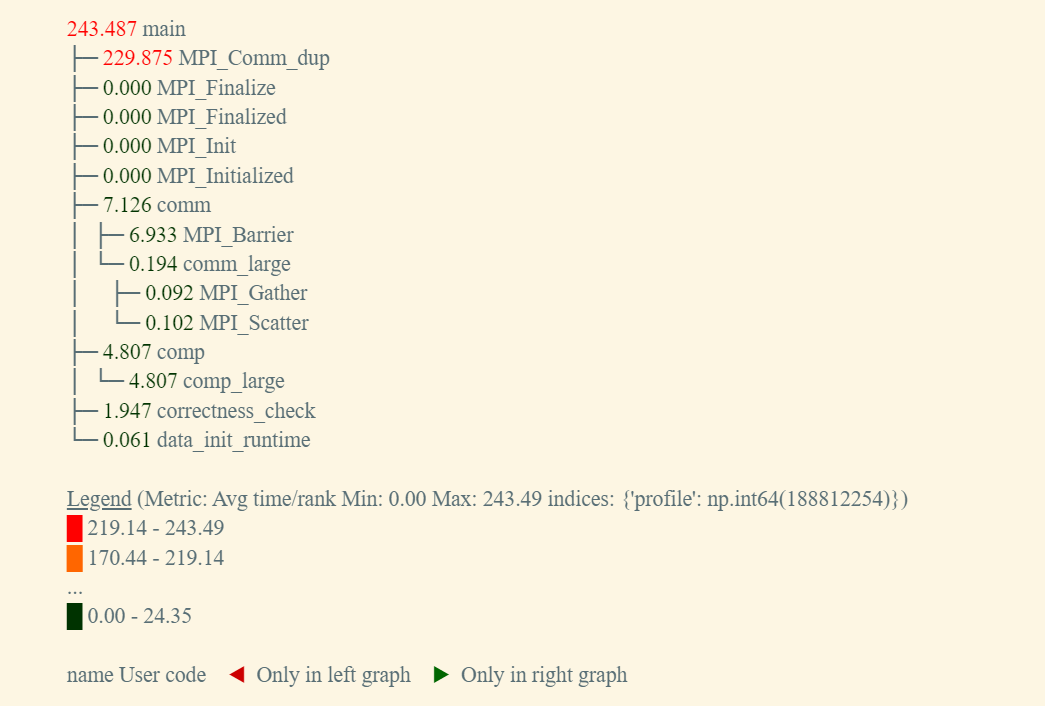 243.487 main
├─ 229.875 MPI_Comm_dup
├─ 0.000 MPI_Finalize
├─ 0.000 MPI_Finalized
├─ 0.000 MPI_Init
├─ 0.000 MPI_Initialized
├─ 7.126 comm
│  ├─ 6.933 MPI_Barrier
│  └─ 0.194 comm_large
│     ├─ 0.092 MPI_Gather
│     └─ 0.102 MPI_Scatter
├─ 4.807 comp
│  └─ 4.807 comp_large
├─ 1.947 correctness_check
└─ 0.061 data_init_runtime
Legend (Metric: Avg time/rank Min: 0.00 Max: 243.49 indices: {'profile': np.int64(188812254)})
█ 219.14 - 243.49
█ 170.44 - 219.14
...
█ 0.00 - 24.35
name User code ◀ Only in left graph ▶ Only in right graph